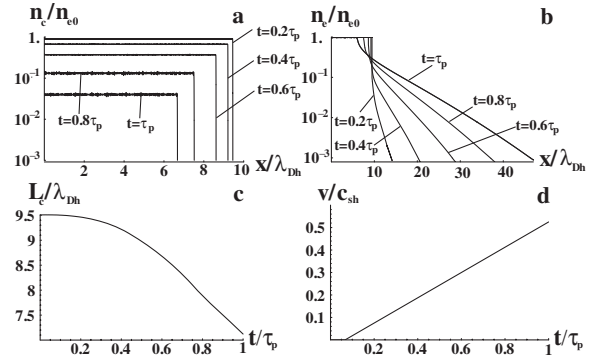 n_c/n_e0
a
1.
10^-1
10^-2
10^-3
t=0.2τ_p
t=0.4τ_p
t=0.6τ_p
t=0.8τ_p
t=τ_p
2 4 6 8 10
x/λ_Dh
n_e/n_e0
b
1.
10^-1
10^-2
10^-3
t=τ_p
t=0.8τ_p
t=0.6τ_p
t=0.2τ_p
t=0.4τ_p
10 20 30 40
x/λ_Dh
L_c/λ_Dh
c
9.5
9
8.5
8
7.5
0.2 0.4 0.6 0.8 1
t/τ_p
v/c_sh
d
0.5
0.4
0.3
0.2
0.1
0.2 0.4 0.6 0.8 1
t/τ_p